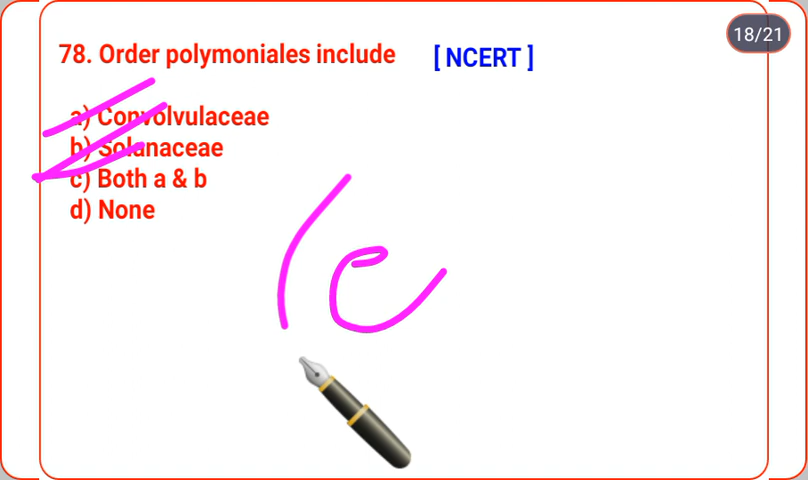 18/21
78. Order polymoniales include [ NCERT ]
a) Convolvulaceae
b) Solanaceae
c) Both a & b
d) None
(c